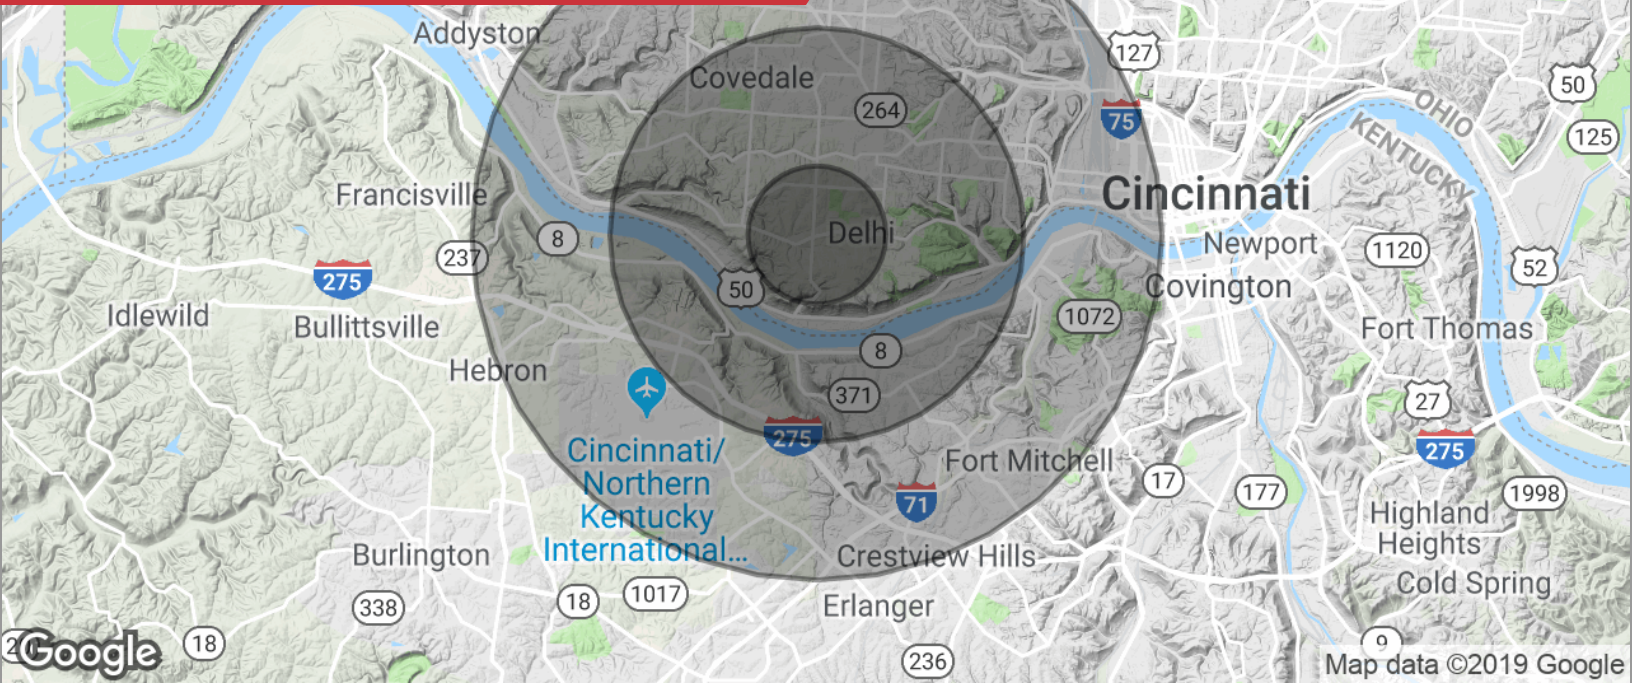 Addyston
127
Covedale
50
264
75
OHIO
125
KENTUCKY
Francisville
Cincinnati
Delhi
8
Newport
1120
237
275
52
50
Covington
Idlewild
1072
Bullittsville
Fort Thomas
8
Hebron
371
27
275
275
Cincinnati/
Northern
Kentucky
International...
Fort Mitchell
17
177
1998
71
Highland
Heights
Burlington
Crestview Hills
Cold Spring
18
1017
338
Erlanger
18
9
Google
236
Map data ©2019 Google